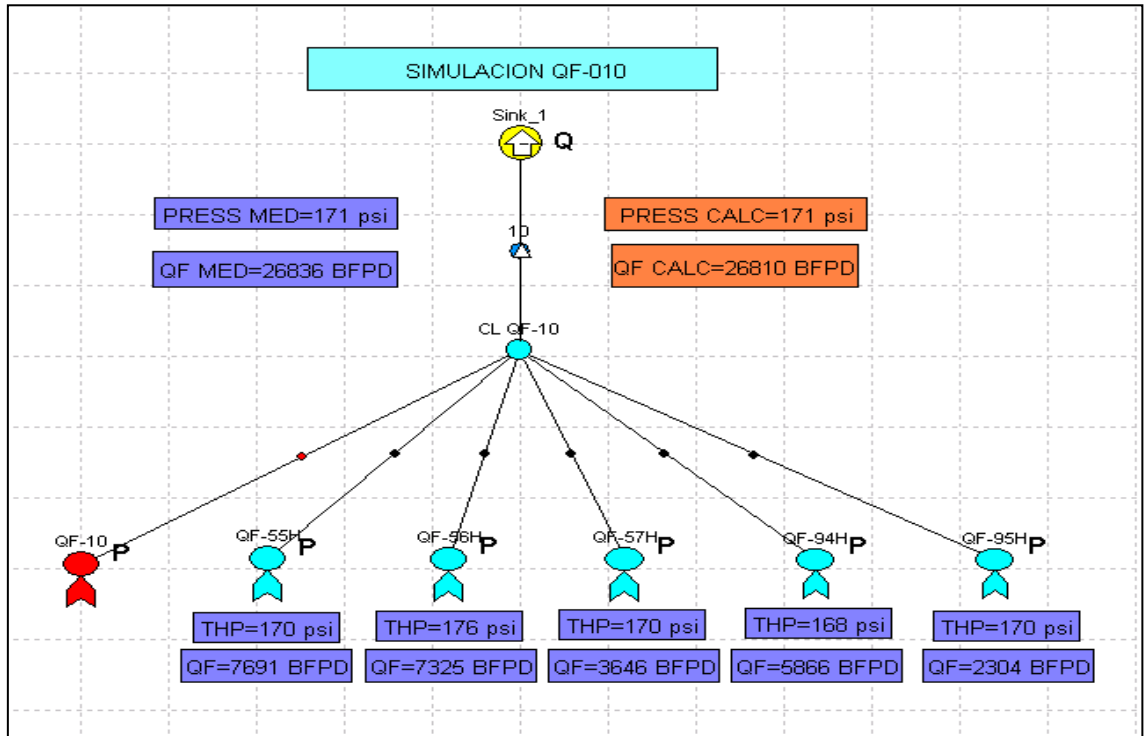 SIMULACION QF-010
Sink_1
Q
PRESS MED=171 psi
PRESS CALC=171 psi
10
QF MED=26836 BFPD
QF CALC=26810 BFPD
CL QF-10
QF-10
P
QF-55H
P
QF-56H
P
QF-57H
P
QF-94H
P
QF-95H
P
THP=170 psi
THP=176 psi
THP=170 psi
THP=168 psi
THP=170 psi
QF=7691 BFPD
QF=7325 BFPD
QF=3646 BFPD
QF=5866 BFPD
QF=2304 BFPD